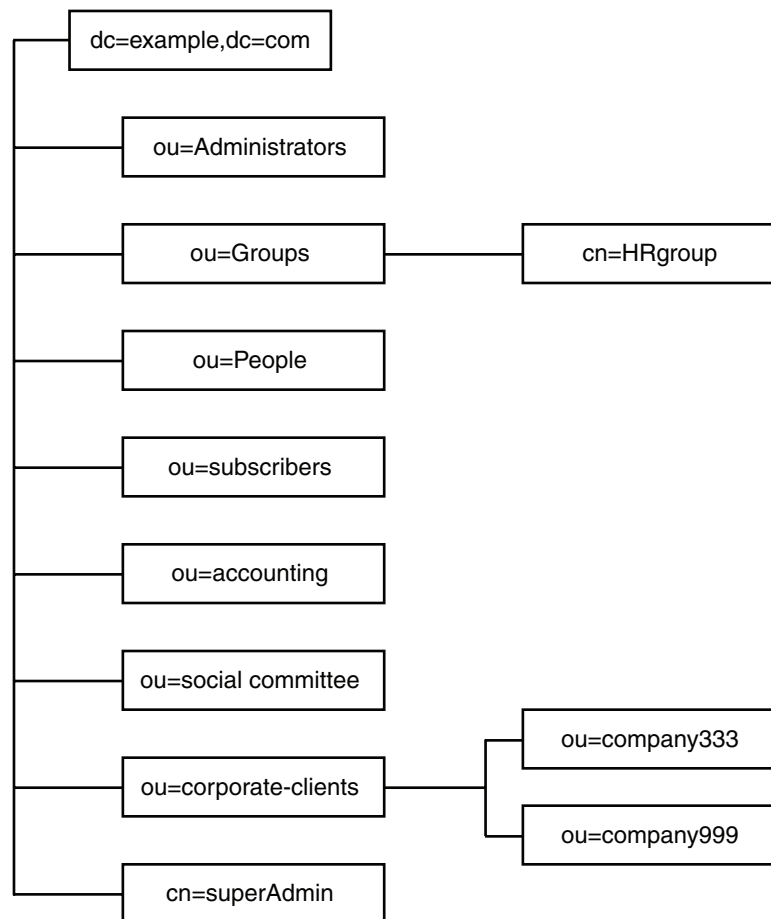 dc=example,dc=com
ou=Administrators
ou=Groups
cn=HRgroup
ou=People
ou=subscribers
ou=accounting
ou=social committee
ou=corporate-clients
ou=company333
ou=company999
cn=superAdmin